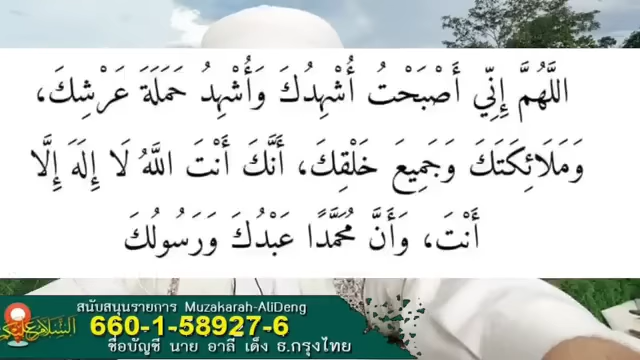 اللَّهُمَّ إِنِّي أَصْبَحْتُ أُشْهِدُكَ وَأُشْهِدُ حَمَلَةَ عَرْشِكَ،
وَمَلَائِكَتَكَ وَجَمِيعَ خَلْقِكَ، أَنَّكَ أَنْتَ اللَّهُ لَا إِلَهَ إِلَّا
أَنْتَ، وَأَنَّ مُحَمَّدًا عَبْدُكَ وَرَسُولُكَ
สนับสนุนรายการ Muzakarah-AliDeng
السَّلَامُ عَلَيْكُمْ
660-1-58927-6
ชื่อบัญชี นาย อาลี เด็ง ธ.กรุงไทย